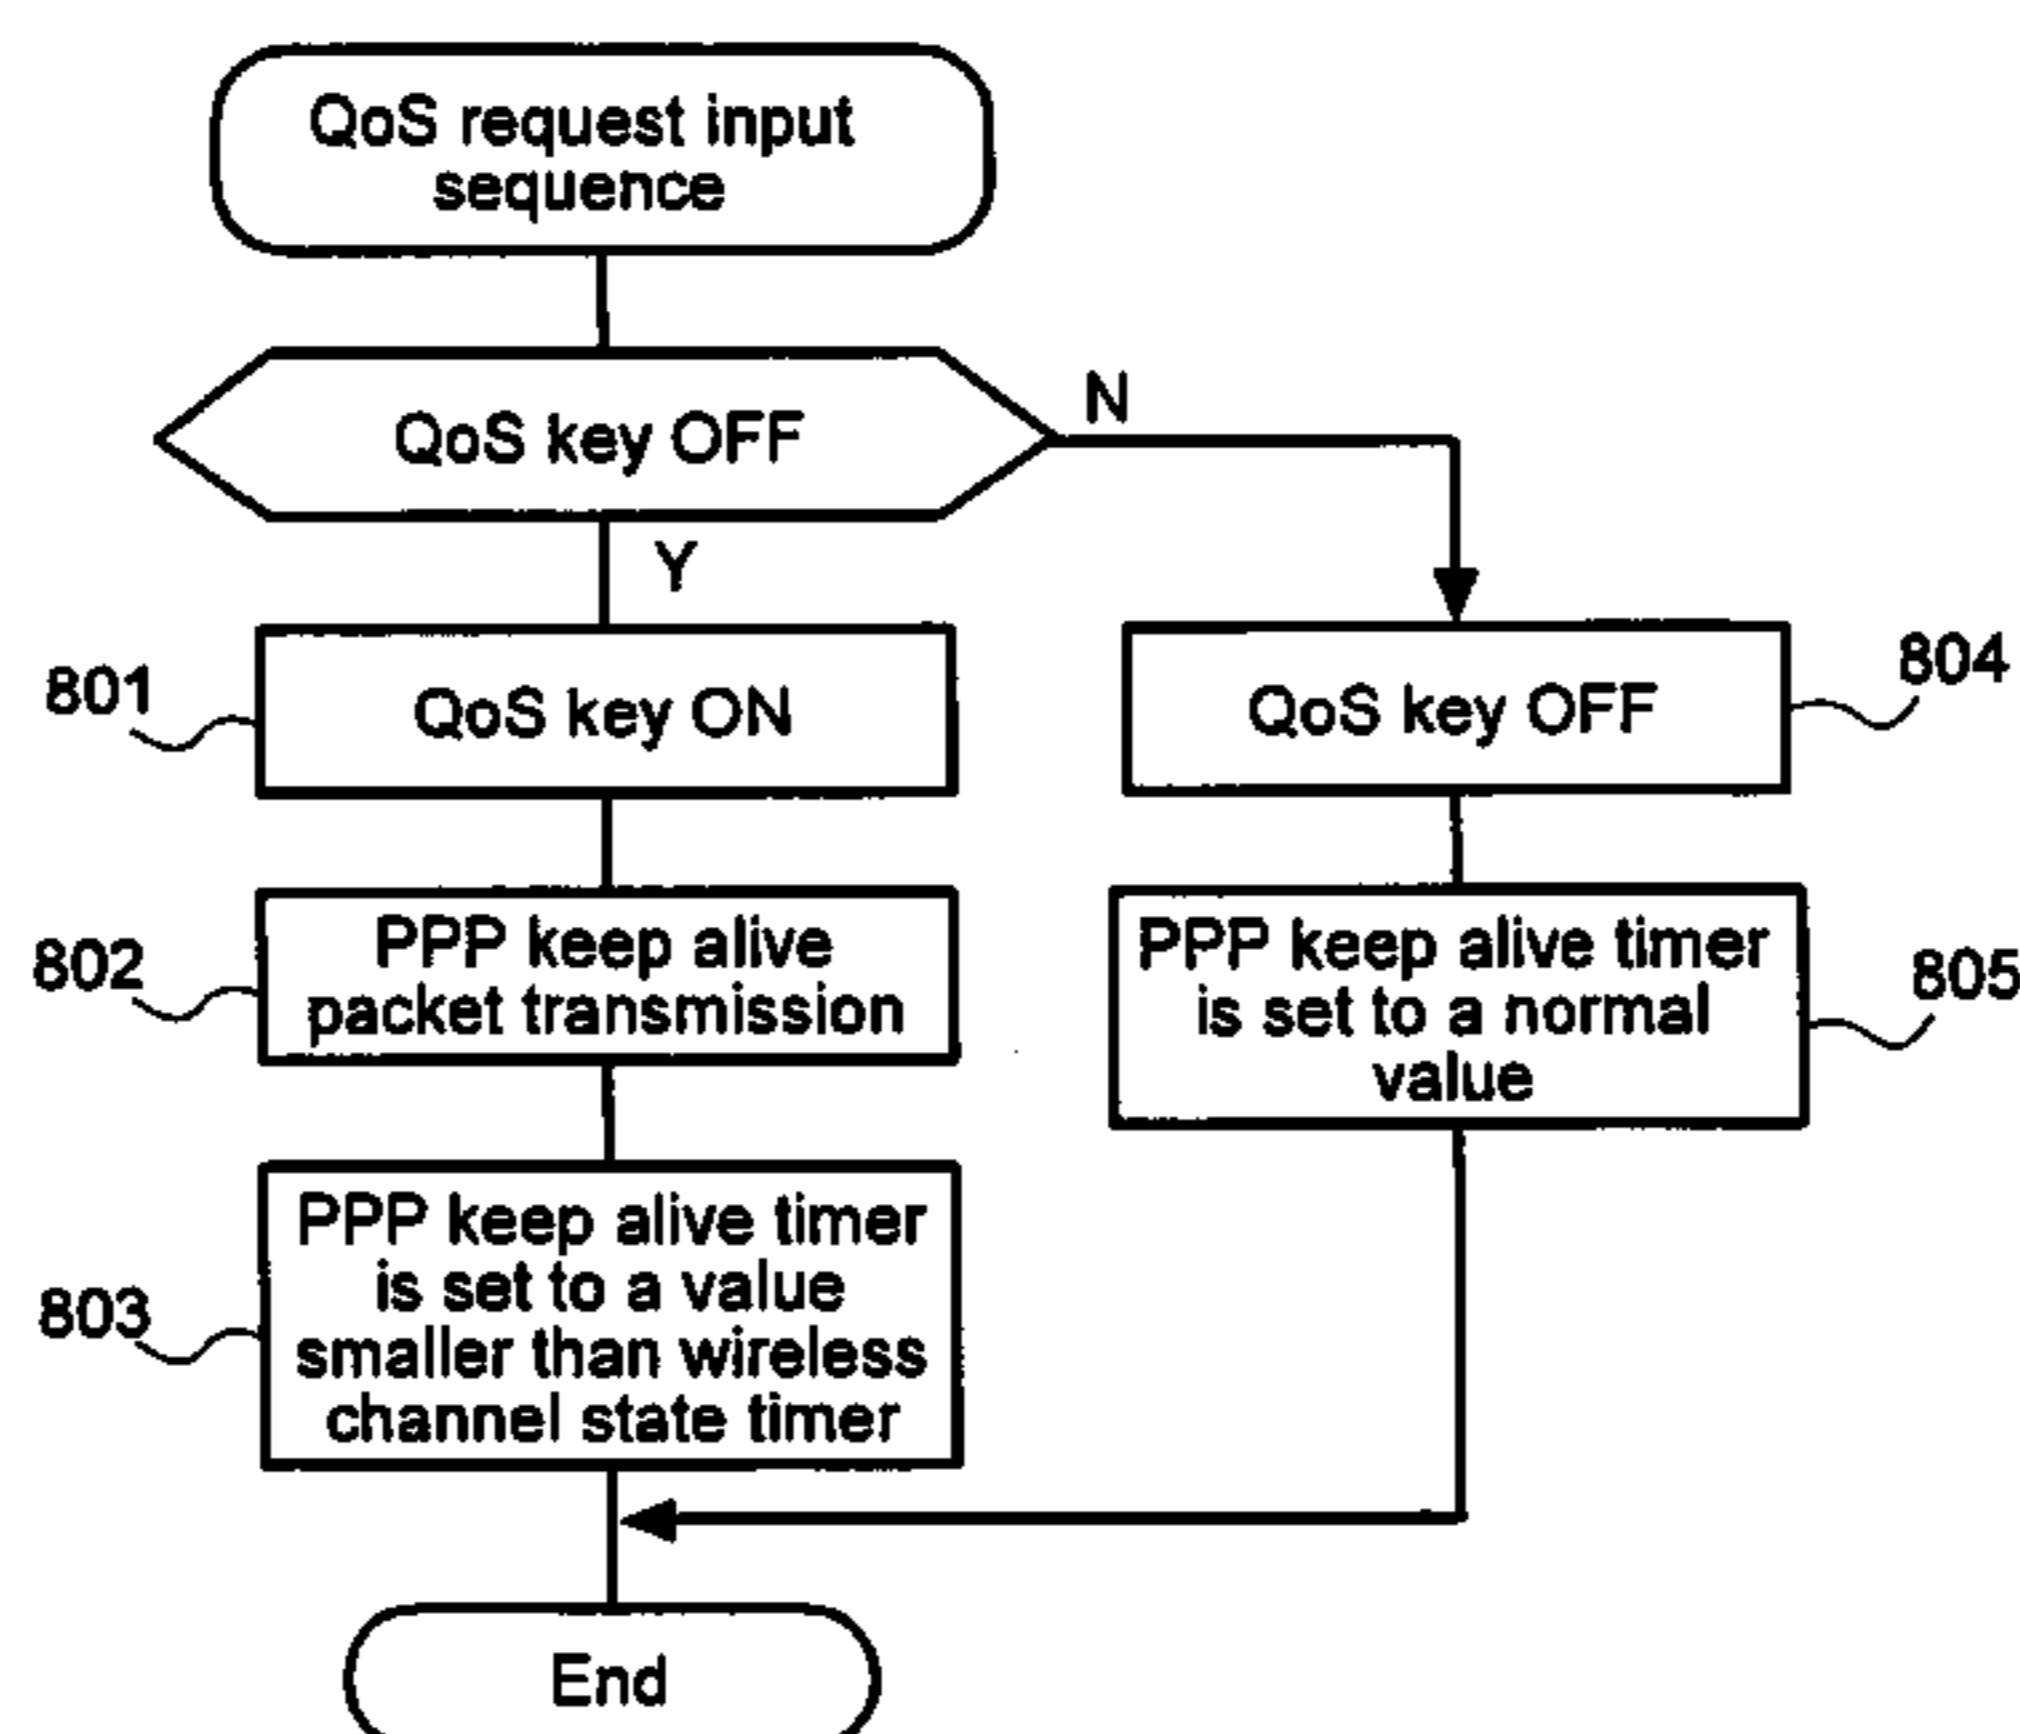 QoS request input
sequence
QoS key OFF
N
Y
801
QoS key ON
QoS key OFF
804
802
PPP keep alive
packet transmission
PPP keep alive timer
is set to a normal
value
805
803
PPP keep alive timer
is set to a value
smaller than wireless
channel state timer
End